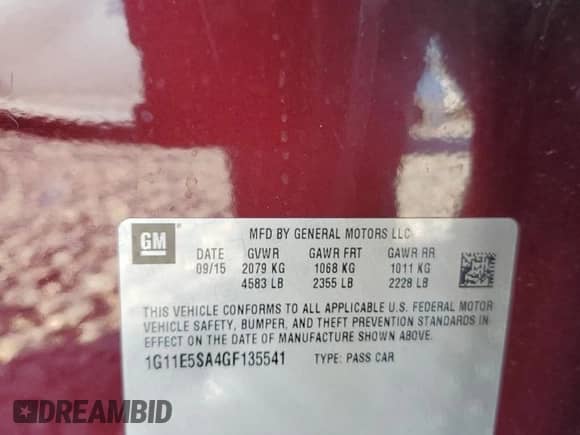 GM
MFD BY GENERAL MOTORS LLC
DATE GVWR GAWR FRT GAWR RR
09/15 2079 KG 1068 KG 1011 KG
4583 LB 2355 LB 2228 LB
THIS VEHICLE CONFORMS TO ALL APPLICABLE U.S. FEDERAL MOTOR
VEHICLE SAFETY, BUMPER, AND THEFT PREVENTION STANDARDS IN
EFFECT ON THE DATE OF MANUFACTURE SHOWN ABOVE.
1G11E5SA4GF135541 TYPE: PASS CAR
DREAMBID